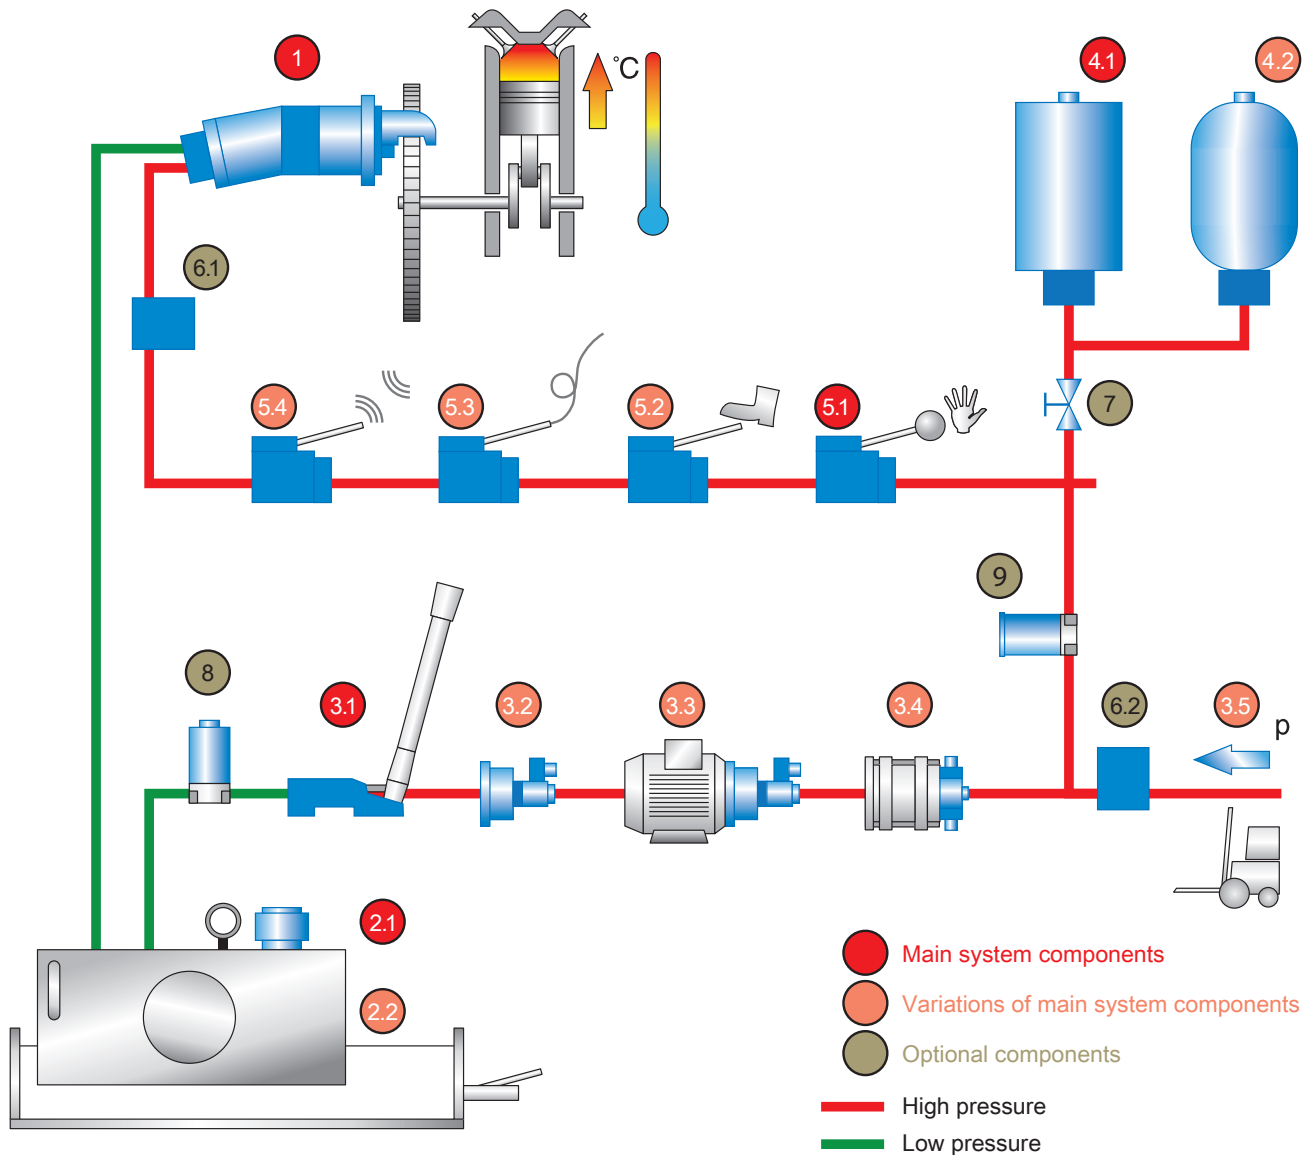 1
°C
4.1
4.2
6.1
5.4
5.3
5.2
5.1
7
9
8
3.1
3.2
3.3
3.4
6.2
3.5
p
2.1
2.2
Main system components
Variations of main system components
Optional components
High pressure
Low pressure